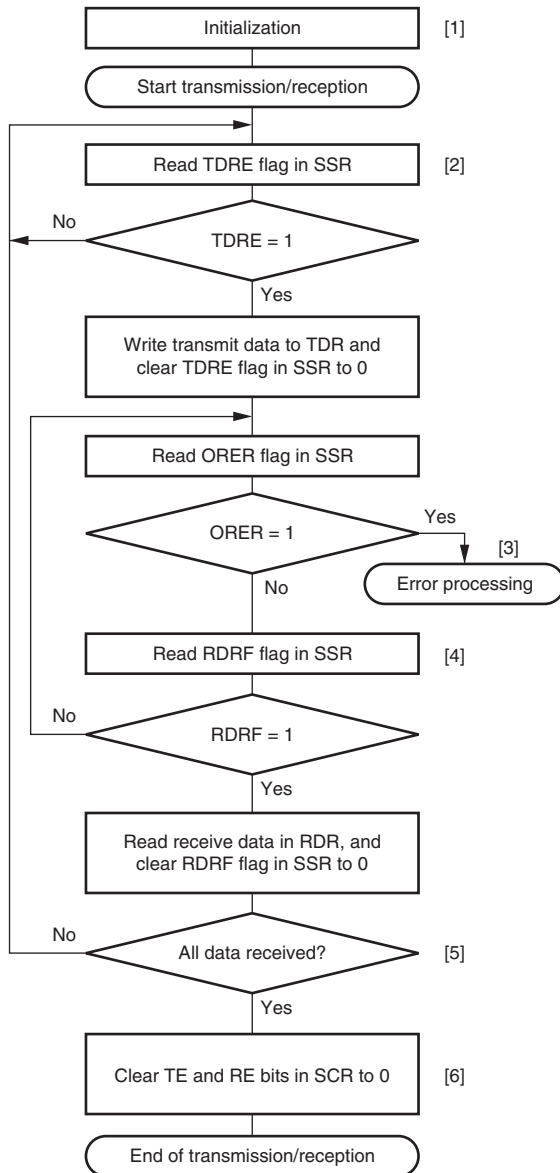 Initialization
[1]
Start transmission/reception
Read TDRE flag in SSR
[2]
No
TDRE = 1
Yes
Write transmit data to TDR and
clear TDRE flag in SSR to 0
Read ORER flag in SSR
ORER = 1
Yes
[3]
Error processing
No
Read RDRF flag in SSR
[4]
No
RDRF = 1
Yes
Read receive data in RDR, and
clear RDRF flag in SSR to 0
No
All data received?
[5]
Yes
Clear TE and RE bits in SCR to 0
[6]
End of transmission/reception